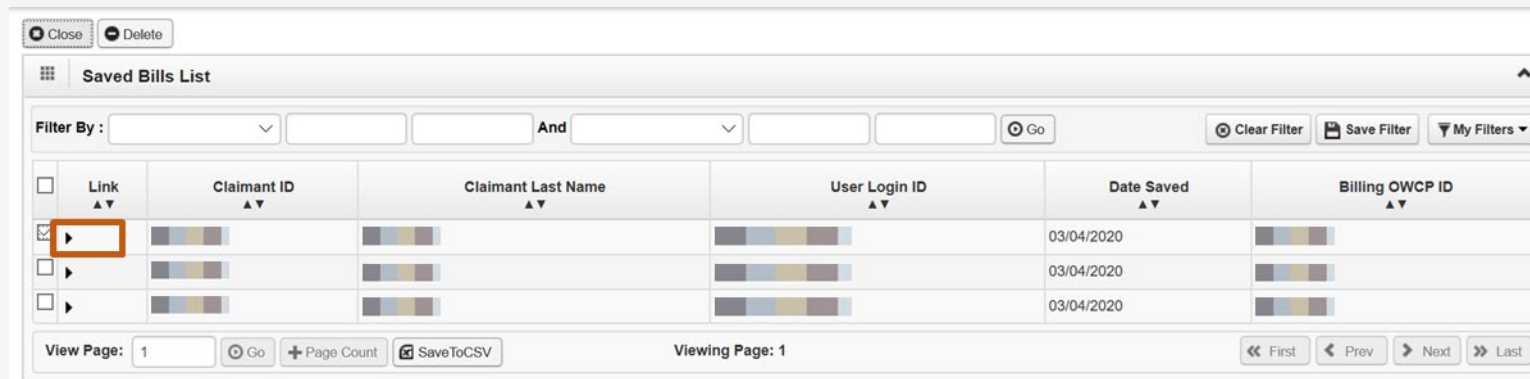 Close Delete
Saved Bills List
Filter By : And Go Clear Filter Save Filter My Filters
Link Claimant ID Claimant Last Name User Login ID Date Saved Billing OWCP ID
03/04/2020
03/04/2020
03/04/2020
View Page: 1 Go Page Count SaveToCSV Viewing Page: 1 First Prev Next Last